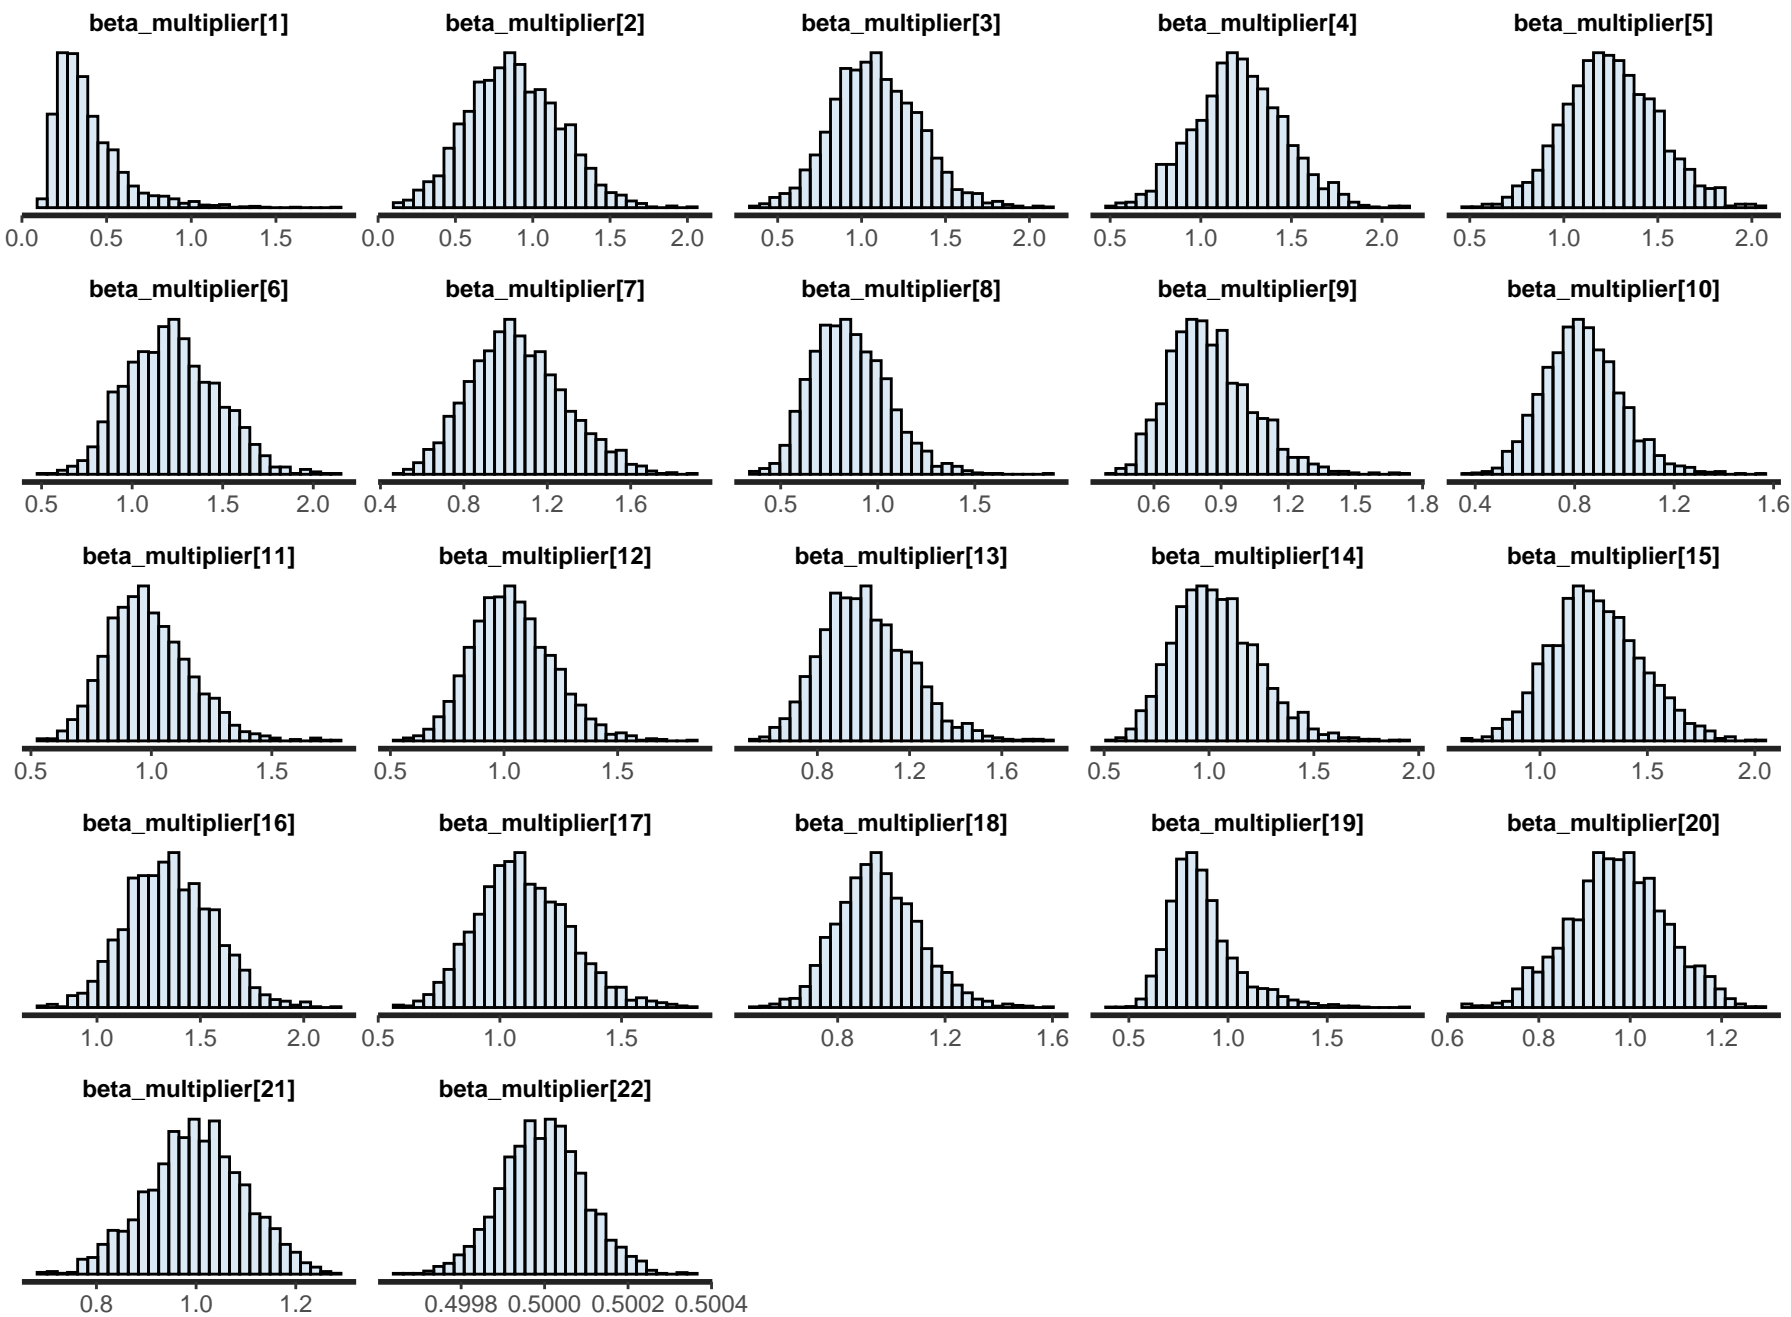 beta_multiplier[1] beta_multiplier[2] beta_multiplier[3] beta_multiplier[4] beta_multiplier[5]
0.0 0.5 1.0 1.5 0.0 0.5 1.0 1.5 2.0 0.5 1.0 1.5 2.0 0.5 1.0 1.5 2.0 0.5 1.0 1.5 2.0
beta_multiplier[6] beta_multiplier[7] beta_multiplier[8] beta_multiplier[9] beta_multiplier[10]
0.5 1.0 1.5 2.0 0.4 0.8 1.2 1.6 0.5 1.0 1.5 0.6 0.9 1.2 1.5 1.8 0.4 0.8 1.2 1.6
beta_multiplier[11] beta_multiplier[12] beta_multiplier[13] beta_multiplier[14] beta_multiplier[15]
0.5 1.0 1.5 0.5 1.0 1.5 0.8 1.2 1.6 0.5 1.0 1.5 2.0 1.0 1.5 2.0
beta_multiplier[16] beta_multiplier[17] beta_multiplier[18] beta_multiplier[19] beta_multiplier[20]
1.0 1.5 2.0 0.5 1.0 1.5 0.8 1.2 1.6 0.5 1.0 1.5 0.6 0.8 1.0 1.2
beta_multiplier[21] beta_multiplier[22]
0.8 1.0 1.2 0.4998 0.5000 0.5002 0.5004